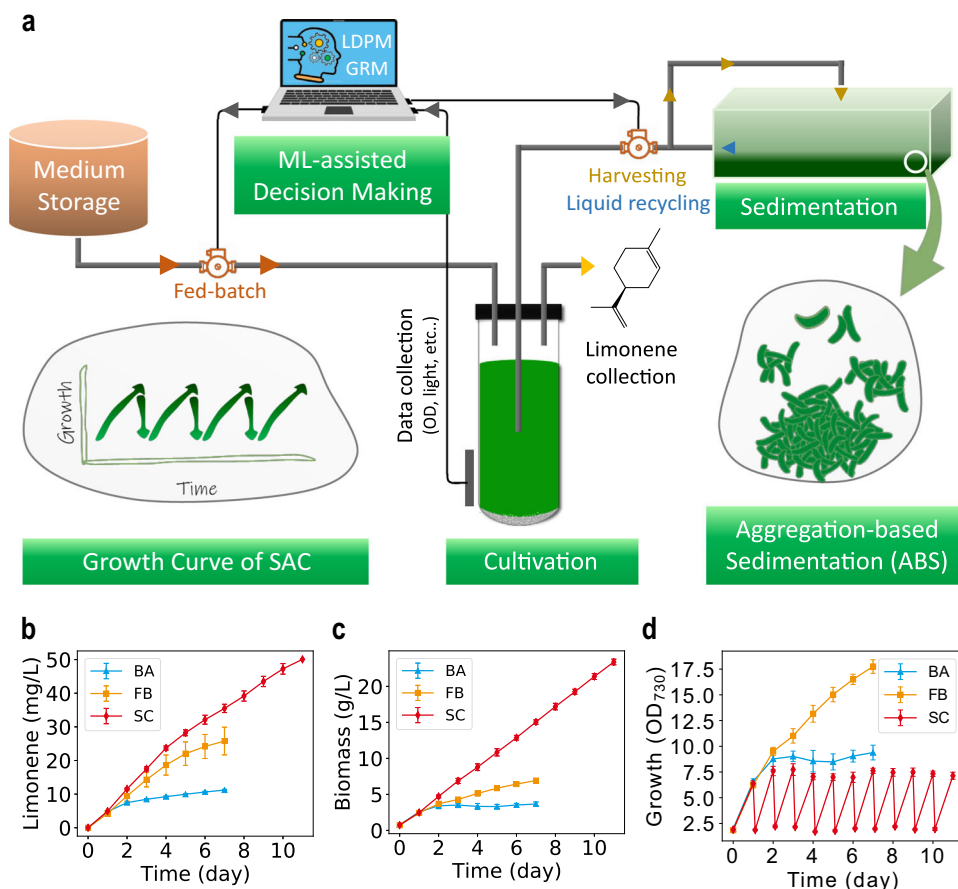 a
LDPM
GRM
Medium
Storage
ML-assisted
Decision Making
Harvesting
Liquid recycling
Sedimentation
Fed-batch
Data collection
(OD, light, etc..)
Limonene
collection
Growth
Time
Growth Curve of SAC
Cultivation
Aggregation-based
Sedimentation (ABS)
b
Limonene (mg/L)
50
40
30
20
10
0
BA
FB
SC
0 2 4 6 8 10
Time (day)
c
Biomass (g/L)
20
15
10
5
0
BA
FB
SC
0 2 4 6 8 10
Time (day)
d
Growth (OD730)
17.5
15.0
12.5
10.0
7.5
5.0
2.5
BA
FB
SC
0 2 4 6 8 10
Time (day)